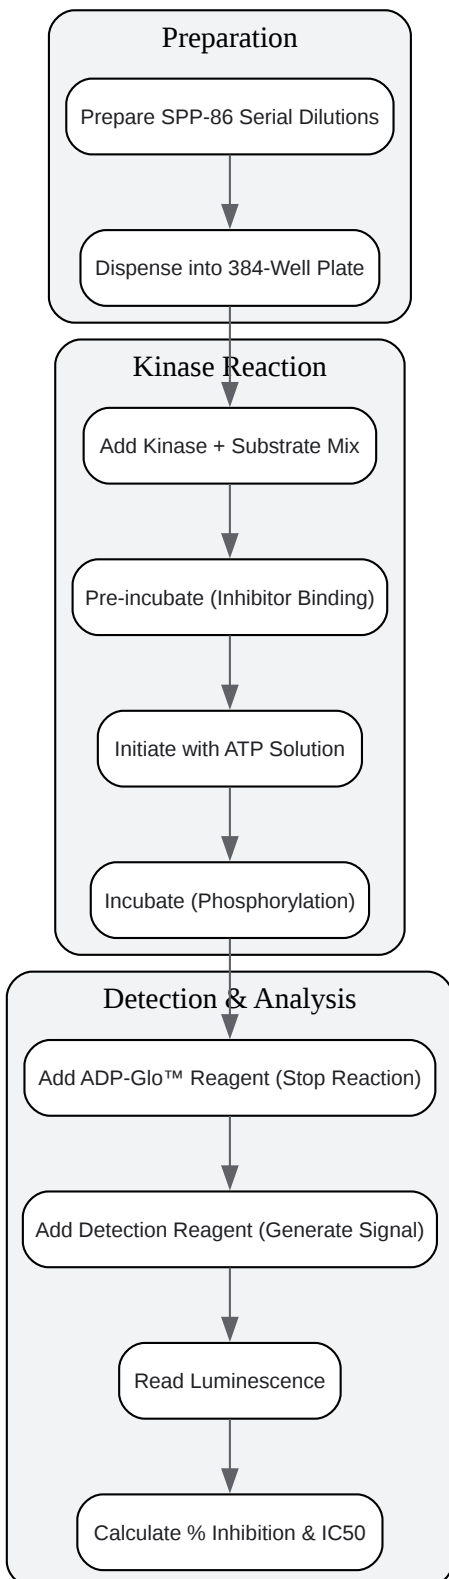 Preparation
Prepare SPP-86 Serial Dilutions
Dispense into 384-Well Plate
Kinase Reaction
Add Kinase + Substrate Mix
Pre-incubate (Inhibitor Binding)
Initiate with ATP Solution
Incubate (Phosphorylation)
Detection & Analysis
Add ADP-Glo™ Reagent (Stop Reaction)
Add Detection Reagent (Generate Signal)
Read Luminescence
Calculate % Inhibition & IC50